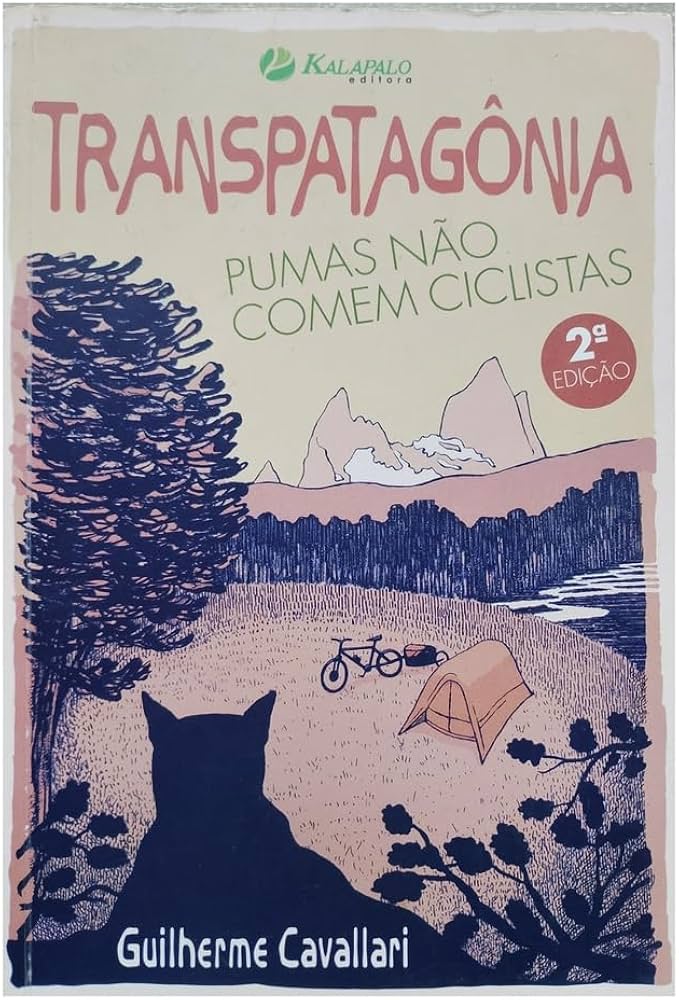 KALAPALO
editora
TRANSPATAGÔNIA
PUMAS NÃO
COMEM CICLISTAS
2ª
EDIÇÃO
Guilherme Cavallari